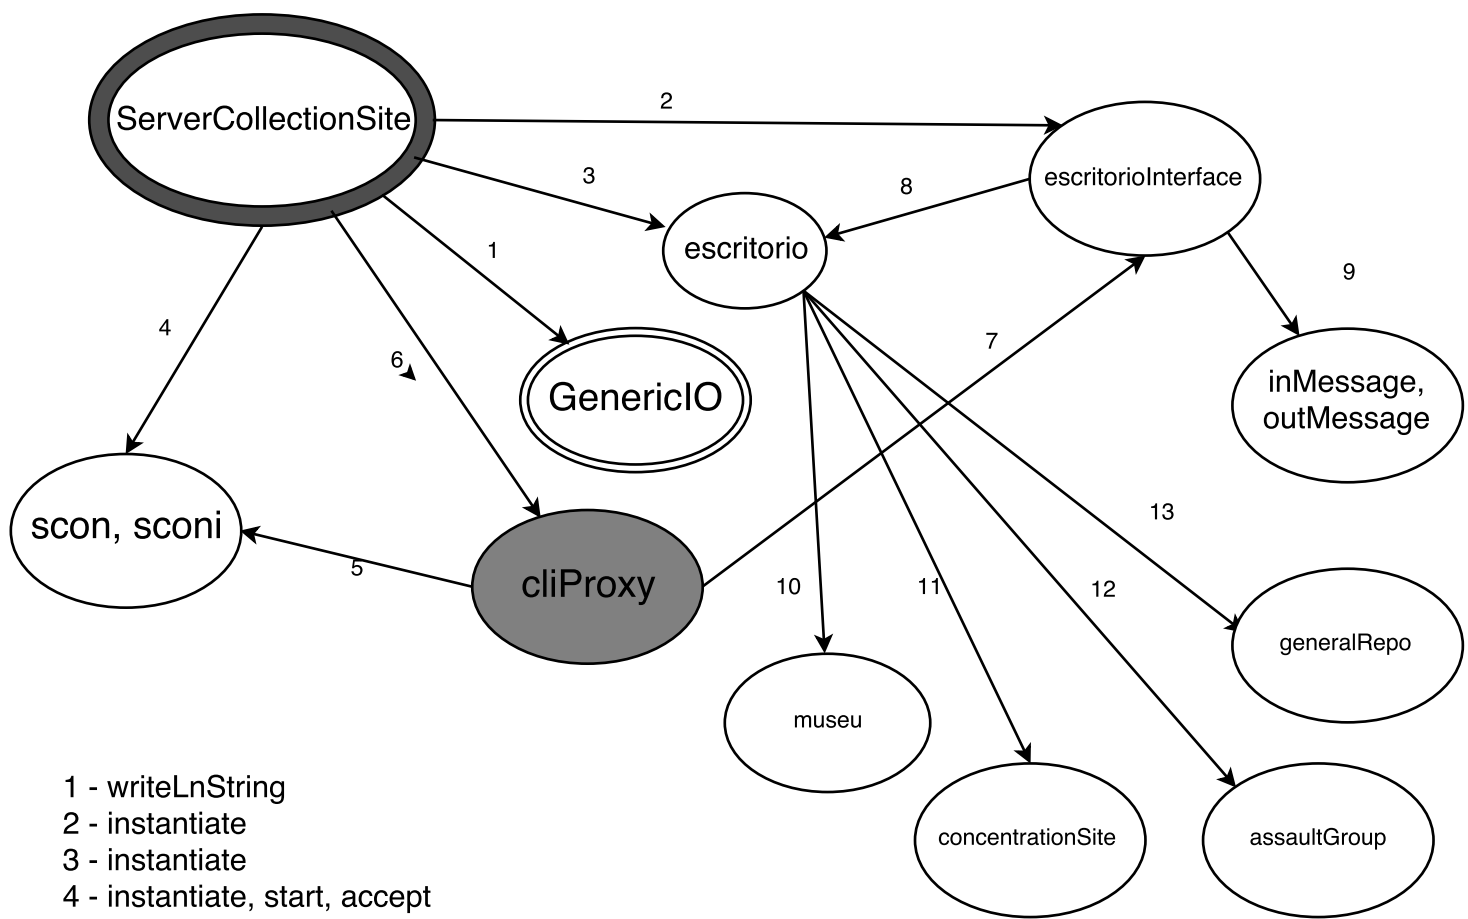 ServerCollectionSite
2
escritorioInterface
3
8
escritorio
1
9
4
6
7
GenericIO
inMessage,
outMessage
scon, sconi
5
cliProxy
13
10
11
12
generalRepo
museu
concentrationSite
assaultGroup
1 - writeLnString
2 - instantiate
3 - instantiate
4 - instantiate, start, accept